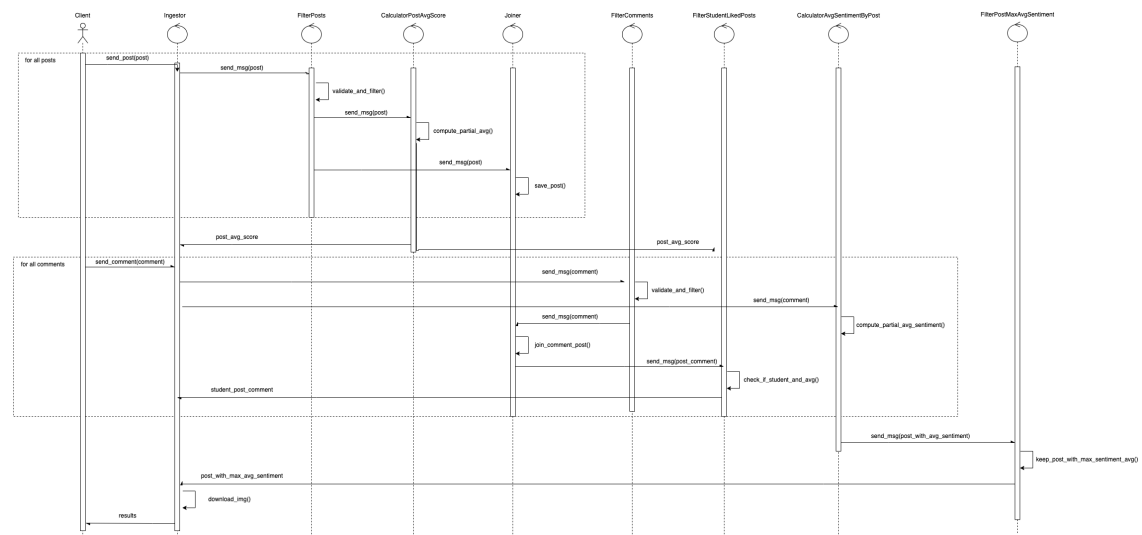 Client
Ingestor
FilterPosts
CalculatorPostAvgScore
Joiner
FilterComments
FilterStudentLikedPosts
CalculatorAvgSentimentByPost
FilterPostMaxAvgSentiment
for all posts
send_post(post)
send_msg(post)
validate_and_filter()
send_msg(post)
compute_partial_avg()
send_msg(post)
save_post()
post_avg_score
post_avg_score
for all comments
send_comment(comment)
send_msg(comment)
validate_and_filter()
send_msg(comment)
send_msg(comment)
compute_partial_avg_sentiment()
join_comment_post()
send_msg(post_comment)
check_if_student_and_avg()
student_post_comment
send_msg(post_with_avg_sentiment)
keep_post_with_max_sentiment_avg()
post_with_max_avg_sentiment
download_img()
results